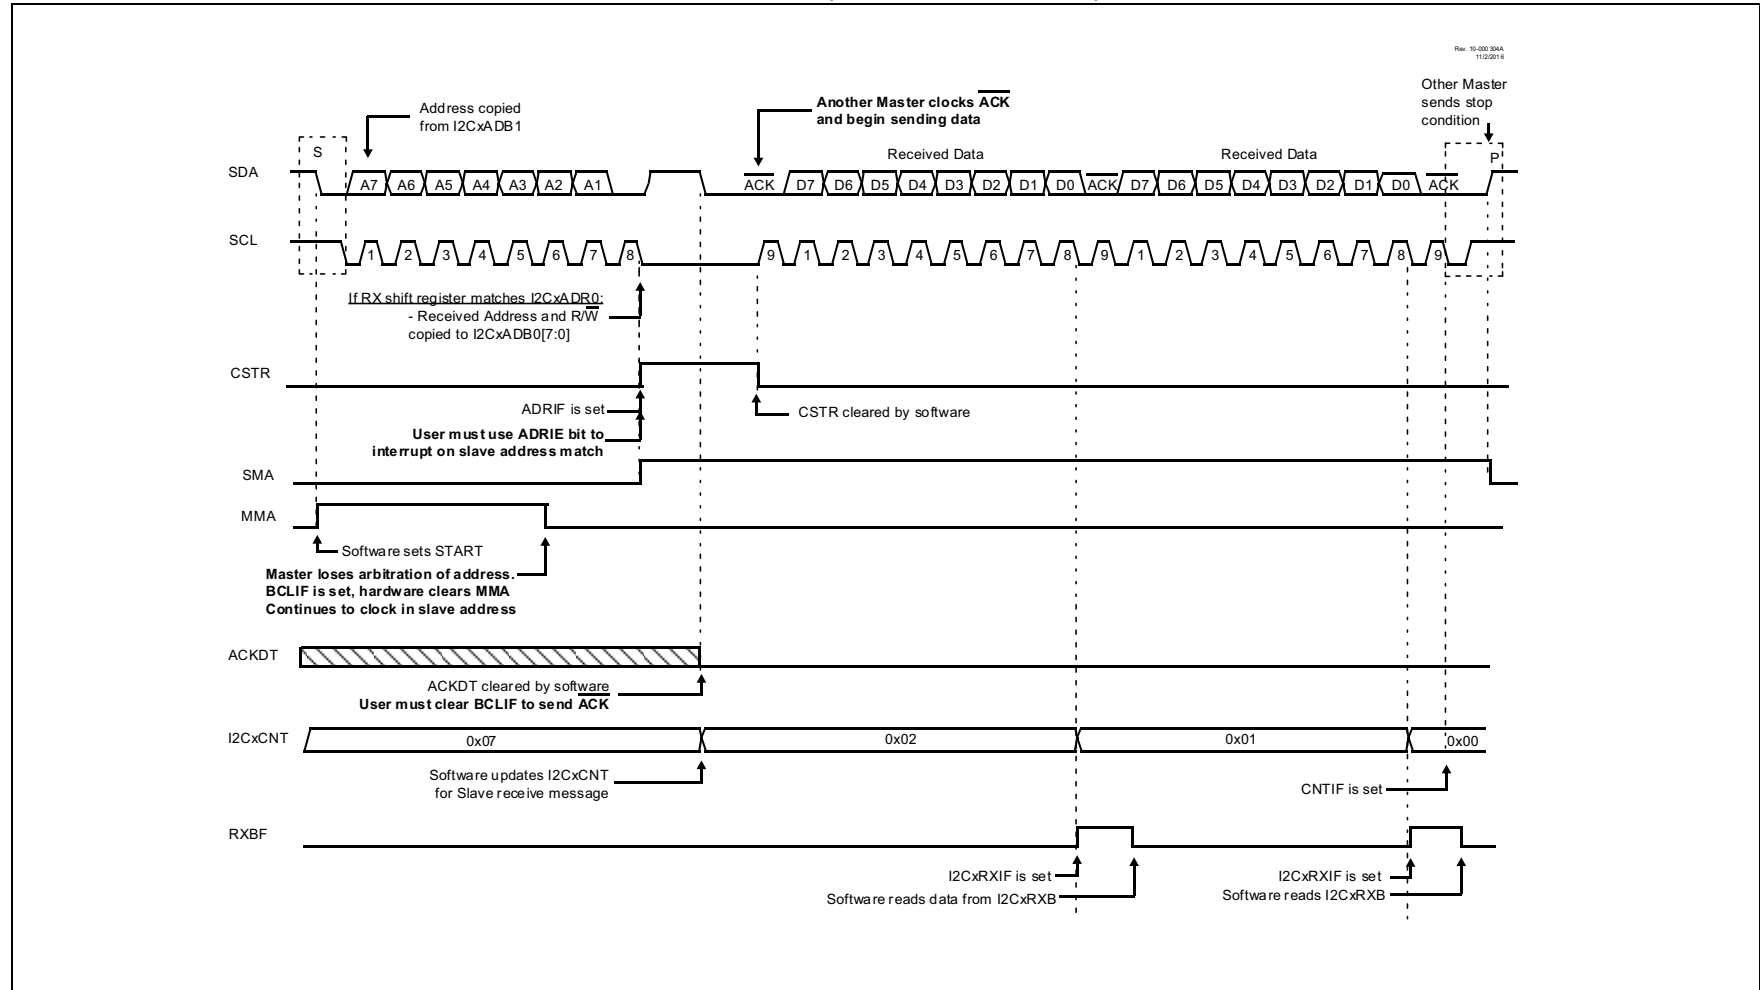 Rev. 10-000 304A
11/2/2016
Other Master
sends stop
condition
Address copied
from I2CxADB1
Another Master clocks A̅C̅K̅
and begin sending data
S
Received Data
Received Data
P
SDA
A7 A6 A5 A4 A3 A2 A1 A̅C̅K̅ D7 D6 D5 D4 D3 D2 D1 D0 A̅C̅K̅ D7 D6 D5 D4 D3 D2 D1 D0 A̅C̅K̅
SCL
1 2 3 4 5 6 7 8 9 1 2 3 4 5 6 7 8 9 1 2 3 4 5 6 7 8 9
If RX shift register matches I2CxADR0:
- Received Address and R/W̅
copied to I2CxADB0[7:0]
CSTR
ADRIF is set
CSTR cleared by software
User must use ADRIE bit to
interrupt on slave address match
SMA
MMA
Software sets START
Master loses arbitration of address.
BCLIF is set, hardware clears MMA
Continues to clock in slave address
ACKDT
ACKDT cleared by software
User must clear BCLIF to send A̅C̅K̅
I2CxCNT
0x07 0x02 0x01 0x00
Software updates I2CxCNT
for Slave receive message
CNTIF is set
RXBF
I2CxRXIF is set
Software reads data from I2CxRXB
I2CxRXIF is set
Software reads I2CxRXB